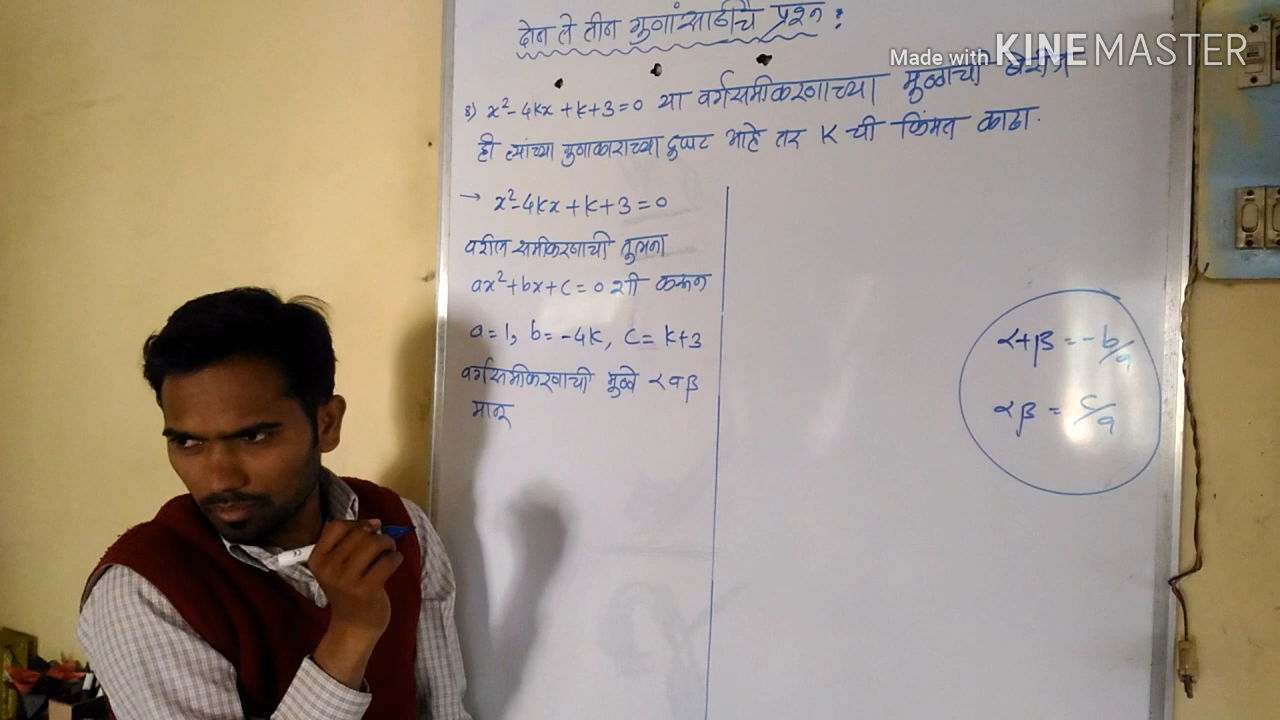 दोन ते तीन गुणांसाठीचे प्रश्न :
Made with KINEMASTER
8) x² - 4kx + k + 3 = 0 या वर्गसमीकरणाच्या मुळांची बेरीज
ही त्यांच्या गुणाकाराच्या दुप्पट आहे तर K ची किंमत काढा.
→ x² - 4kx + k + 3 = 0
वरील समीकरणाची तुलना
ax² + bx + c = 0 शी करून
a = 1, b = -4k, c = k+3
वर्गसमीकरणाची मुळे α व β
मानू
α+β = -b/a
αβ = c/a